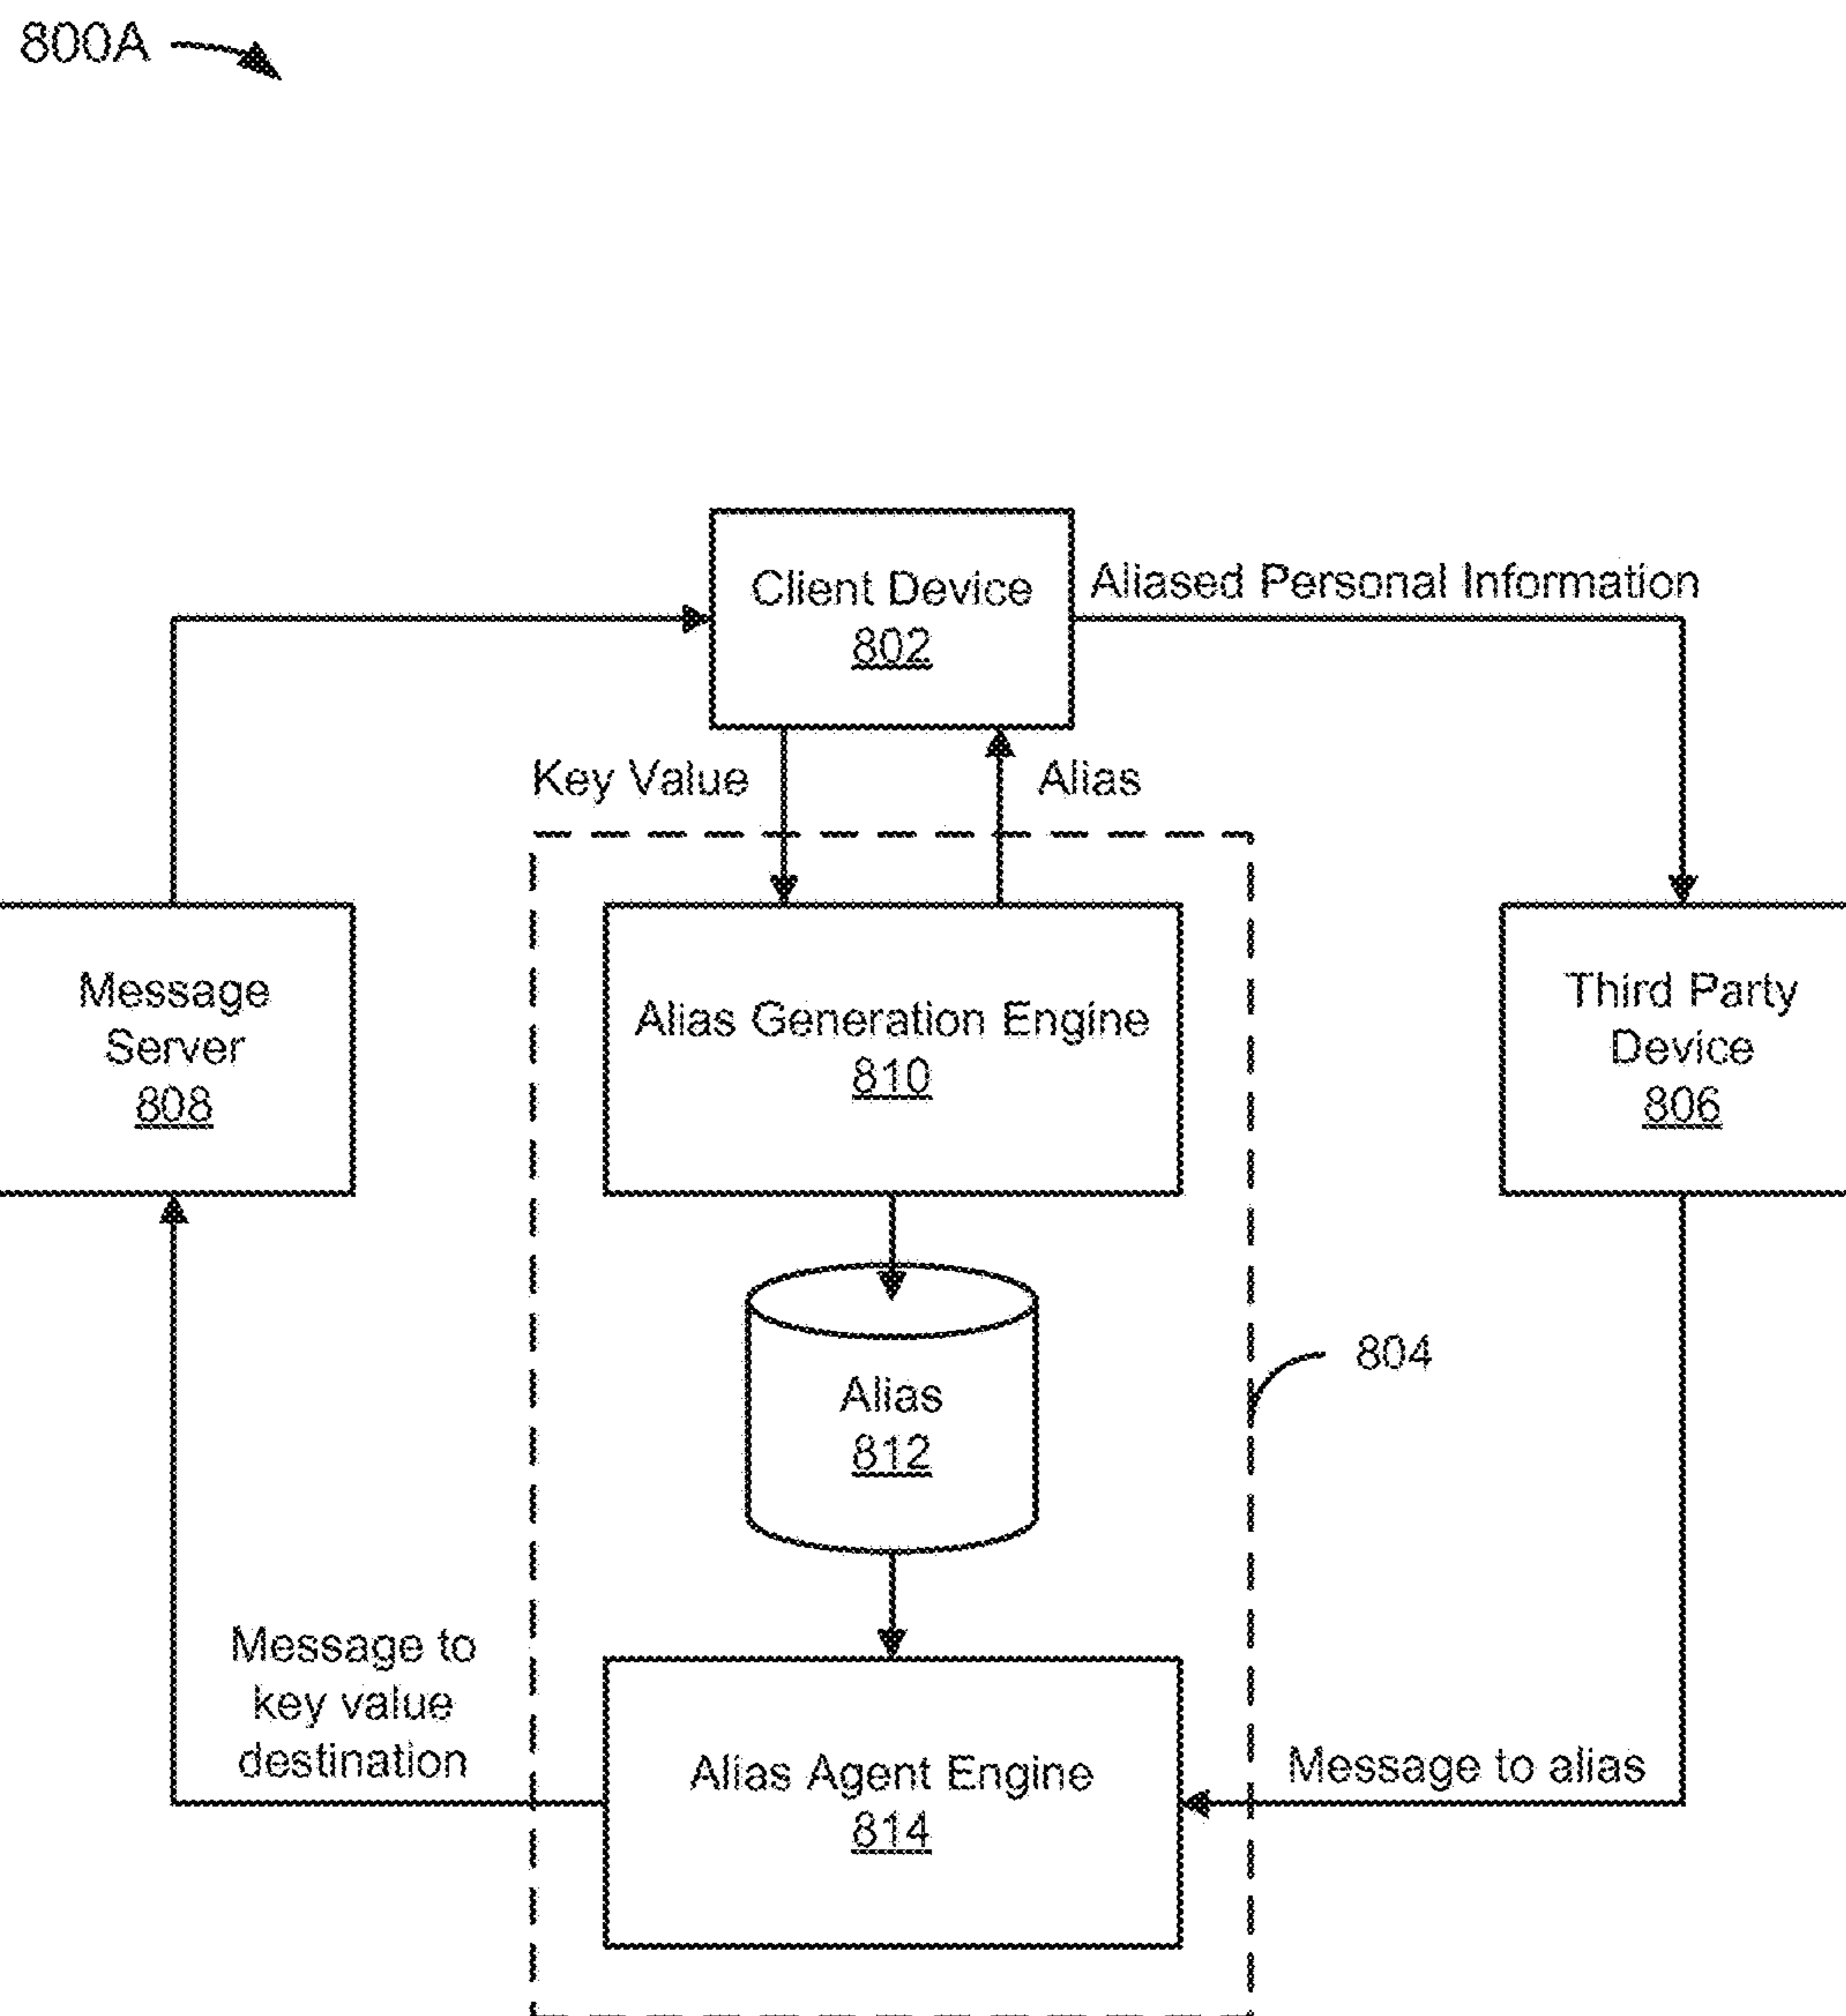 800A
Client Device
802
Aliased Personal Information
Key Value
Alias
Message
Server
808
Alias Generation Engine
810
Third Party
Device
806
Alias
812
804
Message to
key value
destination
Alias Agent Engine
814
Message to alias